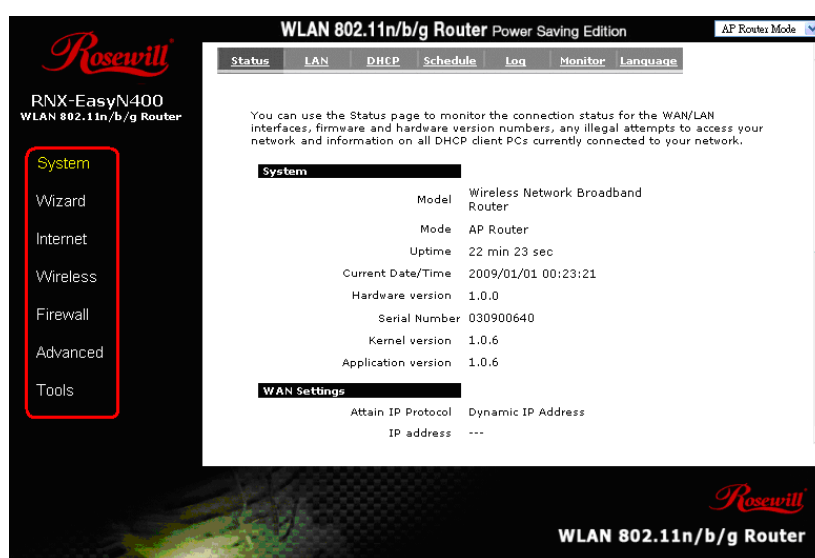 WLAN 802.11n/b/g Router Power Saving Edition
AP Router Mode
Rosewill
Status LAN DHCP Schedule Log Monitor Language
RNX-EasyN400
WLAN 802.11n/b/g Router
You can use the Status page to monitor the connection status for the WAN/LAN
interfaces, firmware and hardware version numbers, any illegal attempts to access your
network and information on all DHCP client PCs currently connected to your network.
System
Wizard
Internet
Wireless
Firewall
Advanced
Tools
System
Model Wireless Network Broadband
Router
Mode AP Router
Uptime 22 min 23 sec
Current Date/Time 2009/01/01 00:23:21
Hardware version 1.0.0
Serial Number 030900640
Kernel version 1.0.6
Application version 1.0.6
WAN Settings
Attain IP Protocol Dynamic IP Address
IP address ---
Rosewill
WLAN 802.11n/b/g Router